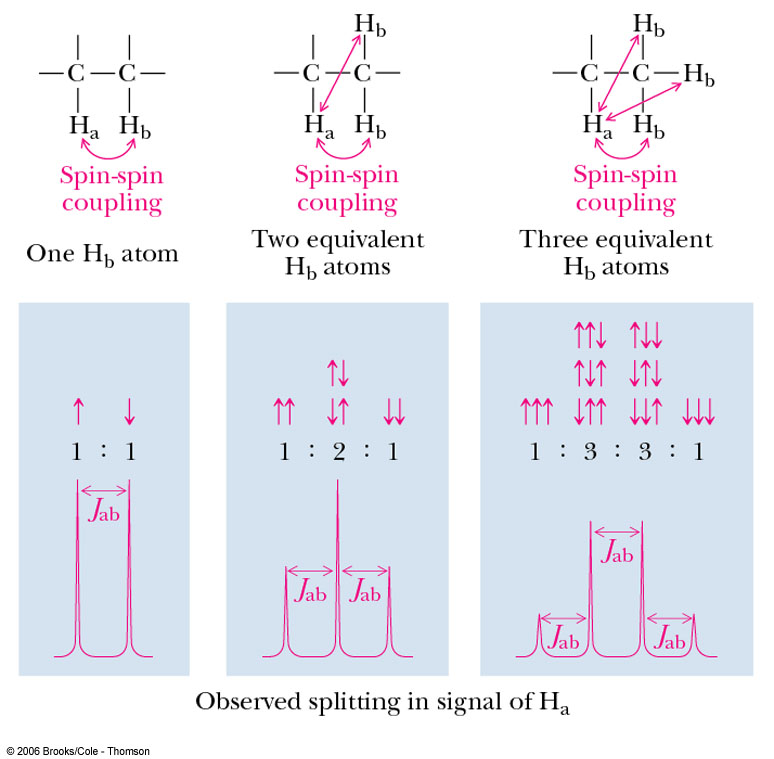 H_b
H_b
C C
C C
C C H_b
H_a H_b
H_a H_b
H_a H_b
Spin-spin
coupling
Spin-spin
coupling
Spin-spin
coupling
One H_b atom
Two equivalent
H_b atoms
Three equivalent
H_b atoms
↑ ↓
1 : 1
J_ab
↑↓
↑↑ ↓↑ ↓↓
1 : 2 : 1
J_ab J_ab
↑↑↓ ↑↓↓
↑↓↑ ↓↑↓
↑↑↑ ↓↑↑ ↓↓↑ ↓↓↓
1 : 3 : 3 : 1
J_ab
J_ab J_ab
Observed splitting in signal of H_a
© 2006 Brooks/Cole - Thomson